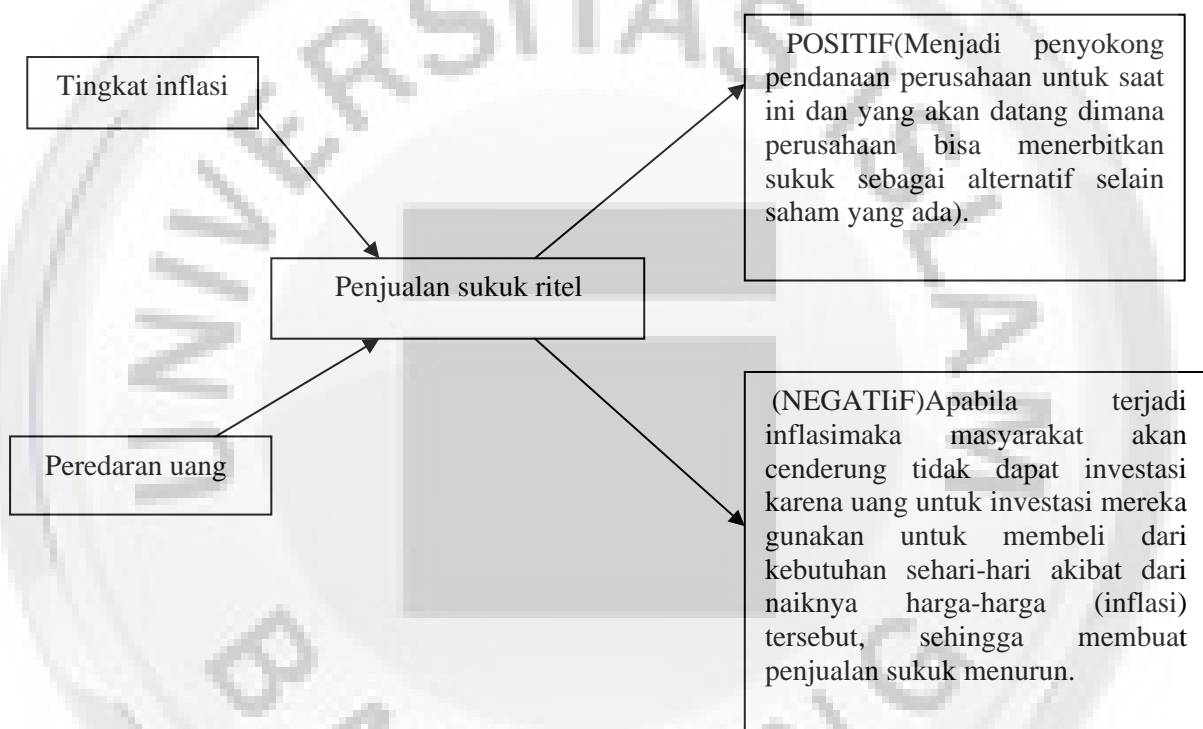 Tingkat inflasi
POSITIF(Menjadi penyokong
pendanaan perusahaan untuk saat
ini dan yang akan datang dimana
perusahaan bisa menerbitkan
sukuk sebagai alternatif selain
saham yang ada).
Penjualan sukuk ritel
Peredaran uang
(NEGATIiF)Apabila terjadi
inflasimaka masyarakat akan
cenderung tidak dapat investasi
karena uang untuk investasi mereka
gunakan untuk membeli dari
kebutuhan sehari-hari akibat dari
naiknya harga-harga (inflasi)
tersebut, sehingga membuat
penjualan sukuk menurun.
UNIVERSITAS ISLAM